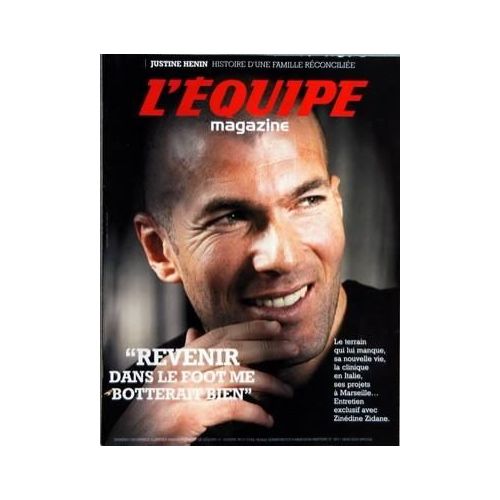 JUSTINE HENIN HISTOIRE D'UNE FAMILLE RÉCONCILIÉE
L'ÉQUIPE
magazine
"REVENIR
DANS LE FOOT ME
BOTTERAIT BIEN"
Le terrain
qui lui manque,
sa nouvelle vie,
la clinique
en Italie,
ses projets
à Marseille...
Entretien
exclusif avec
Zinédine Zidane.